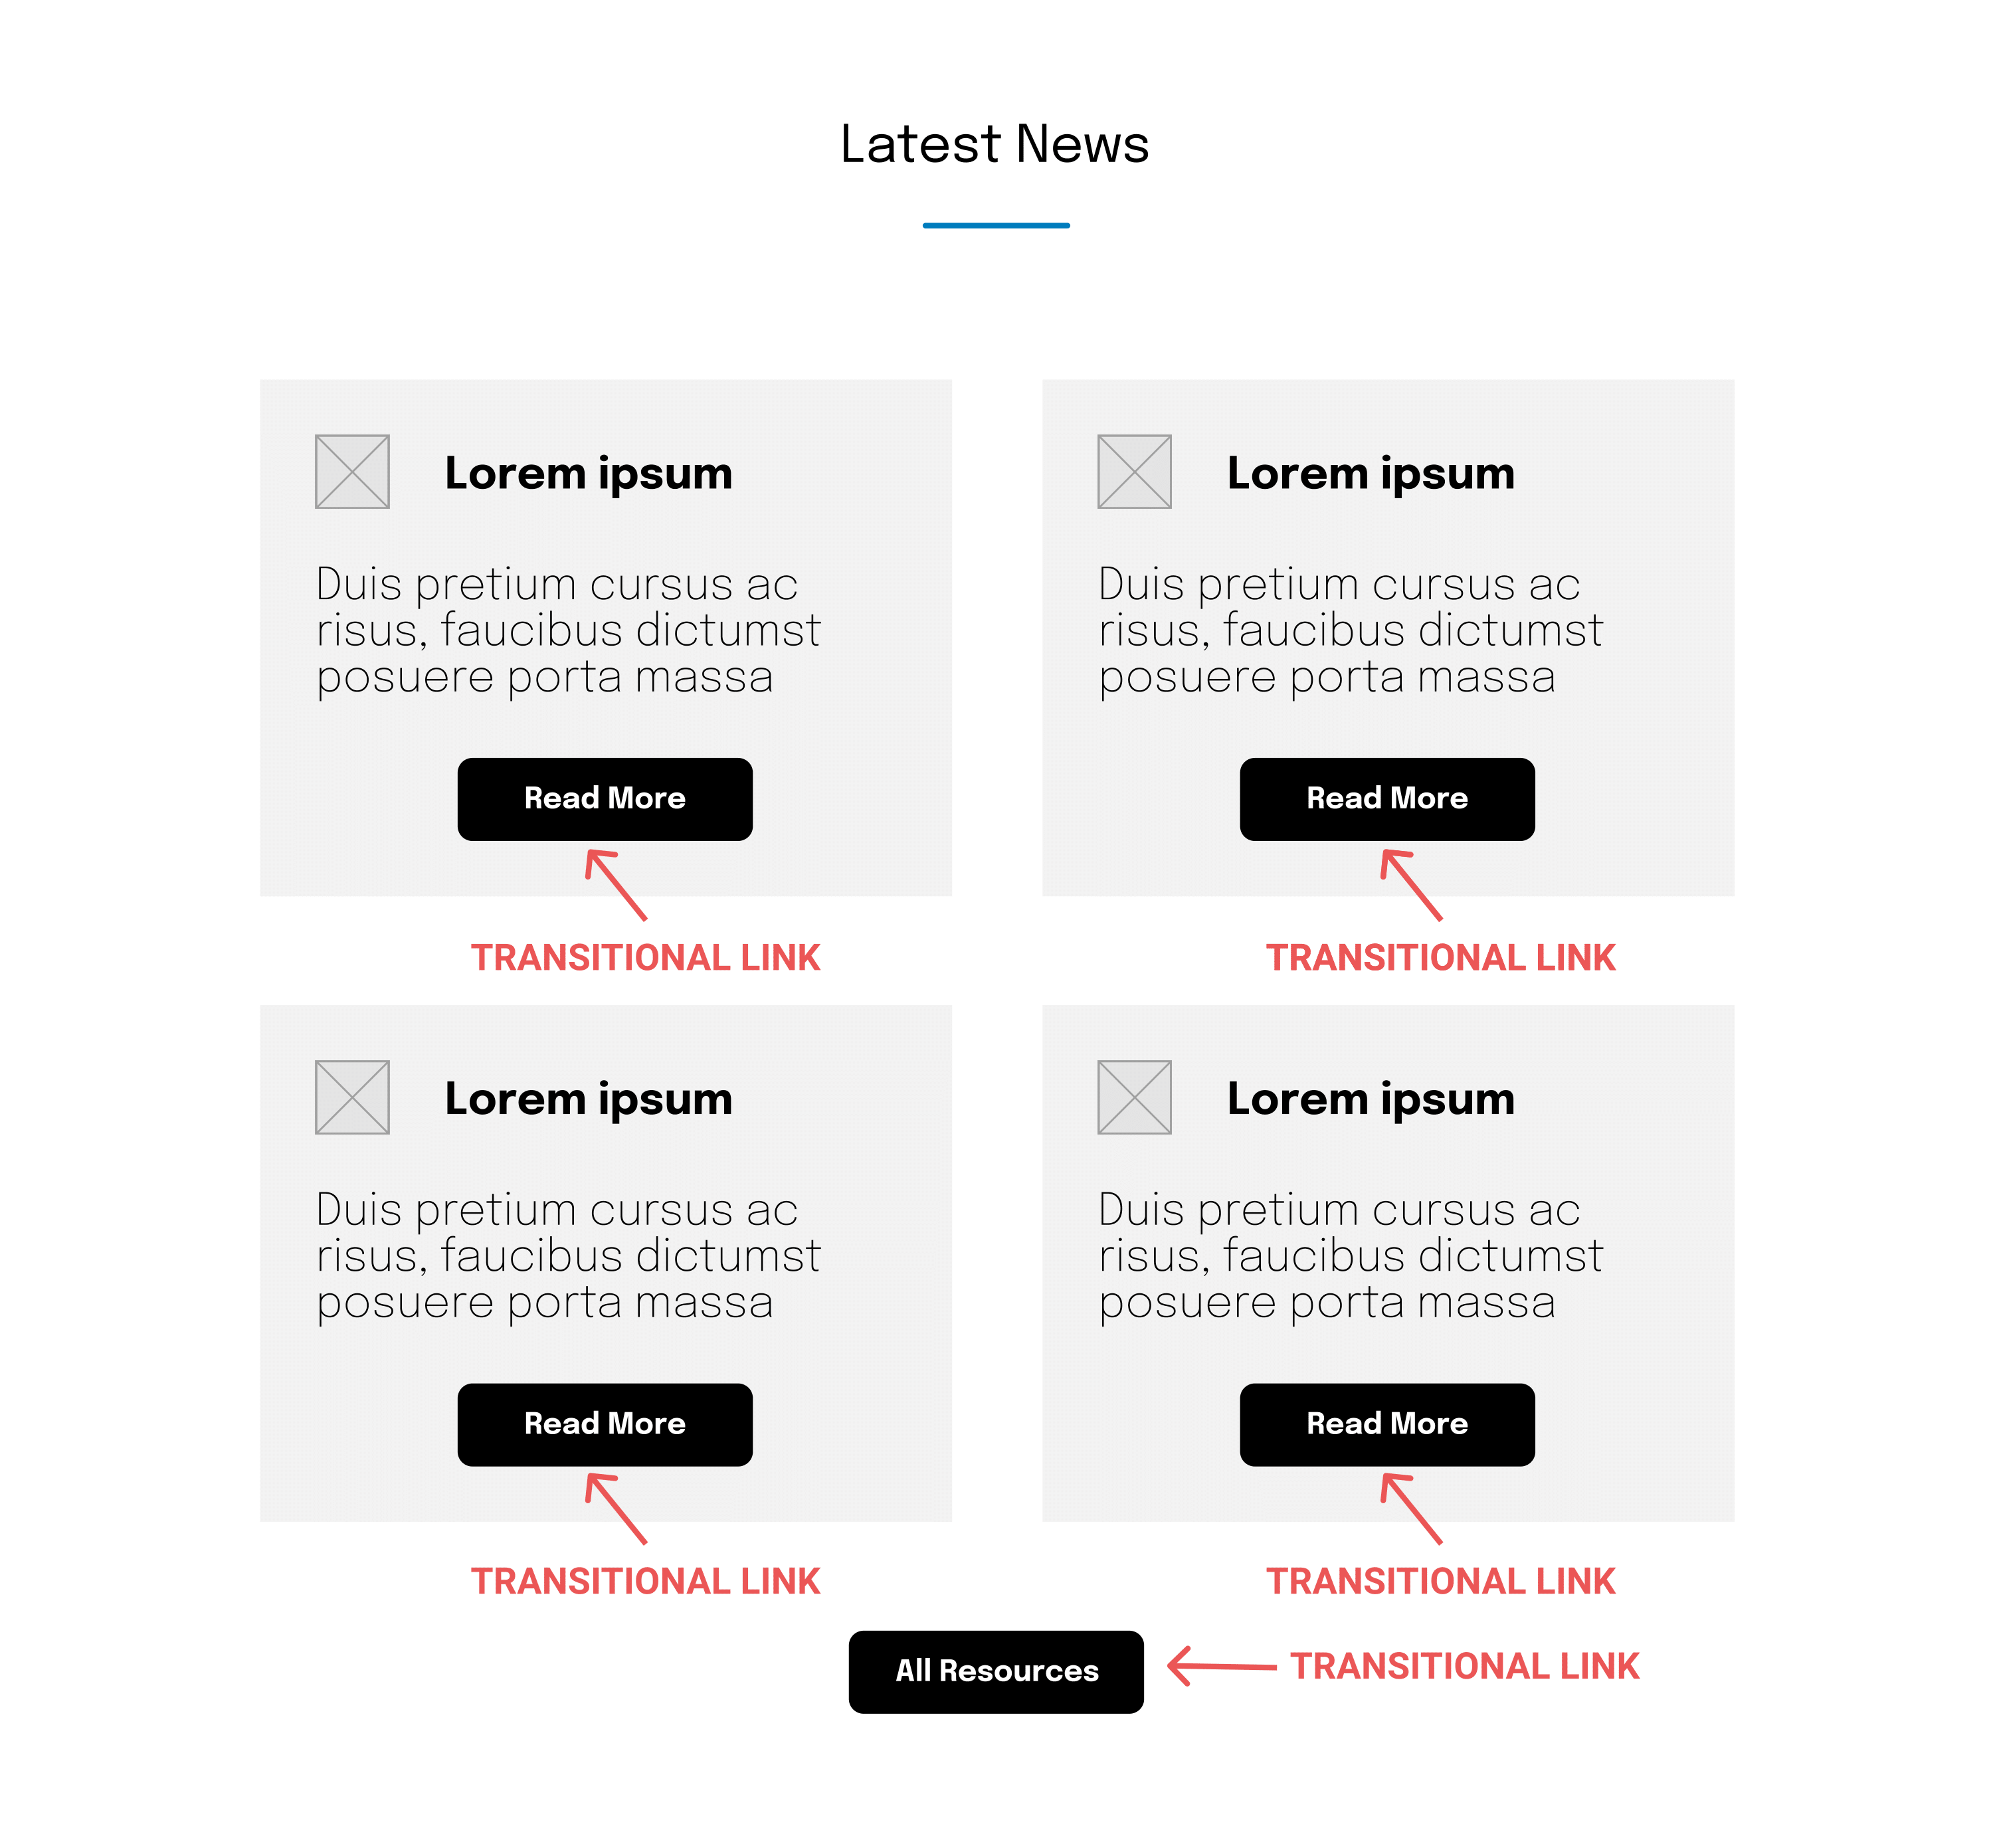 Latest News
Lorem ipsum
Duis pretium cursus ac
risus, faucibus dictumst
posuere porta massa
Read More
TRANSITIONAL LINK
Lorem ipsum
Duis pretium cursus ac
risus, faucibus dictumst
posuere porta massa
Read More
TRANSITIONAL LINK
Lorem ipsum
Duis pretium cursus ac
risus, faucibus dictumst
posuere porta massa
Read More
TRANSITIONAL LINK
Lorem ipsum
Duis pretium cursus ac
risus, faucibus dictumst
posuere porta massa
Read More
TRANSITIONAL LINK
All Resources
TRANSITIONAL LINK